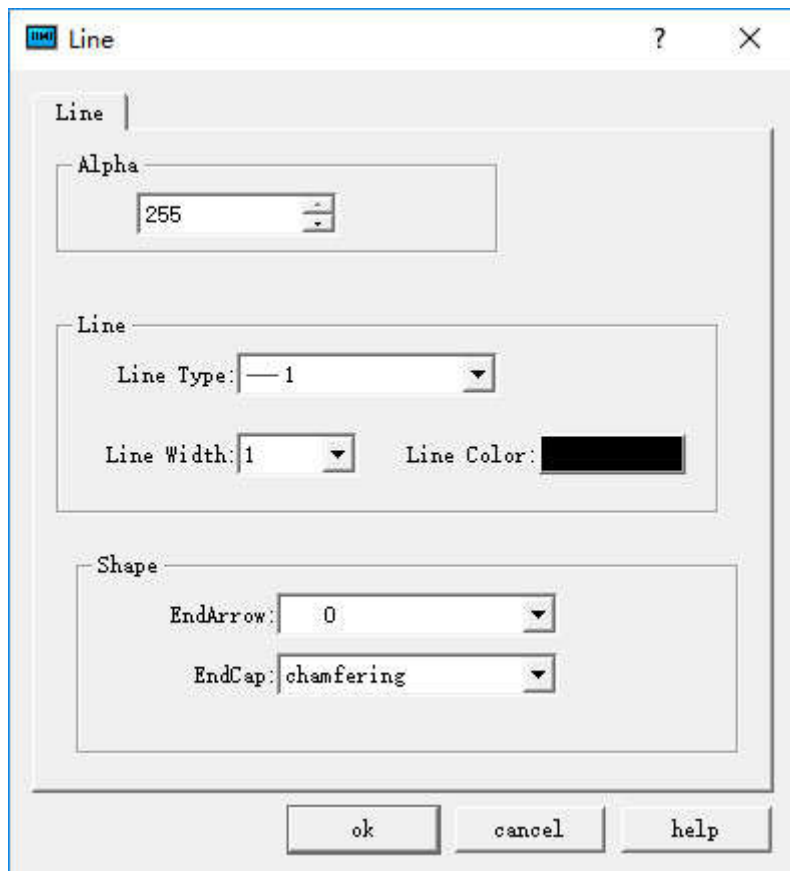 Line ?
Line
Alpha
255
Line
Line Type: 1
Line Width: 1 Line Color:
Shape
EndArrow: 0
EndCap: chamfering
ok cancel help